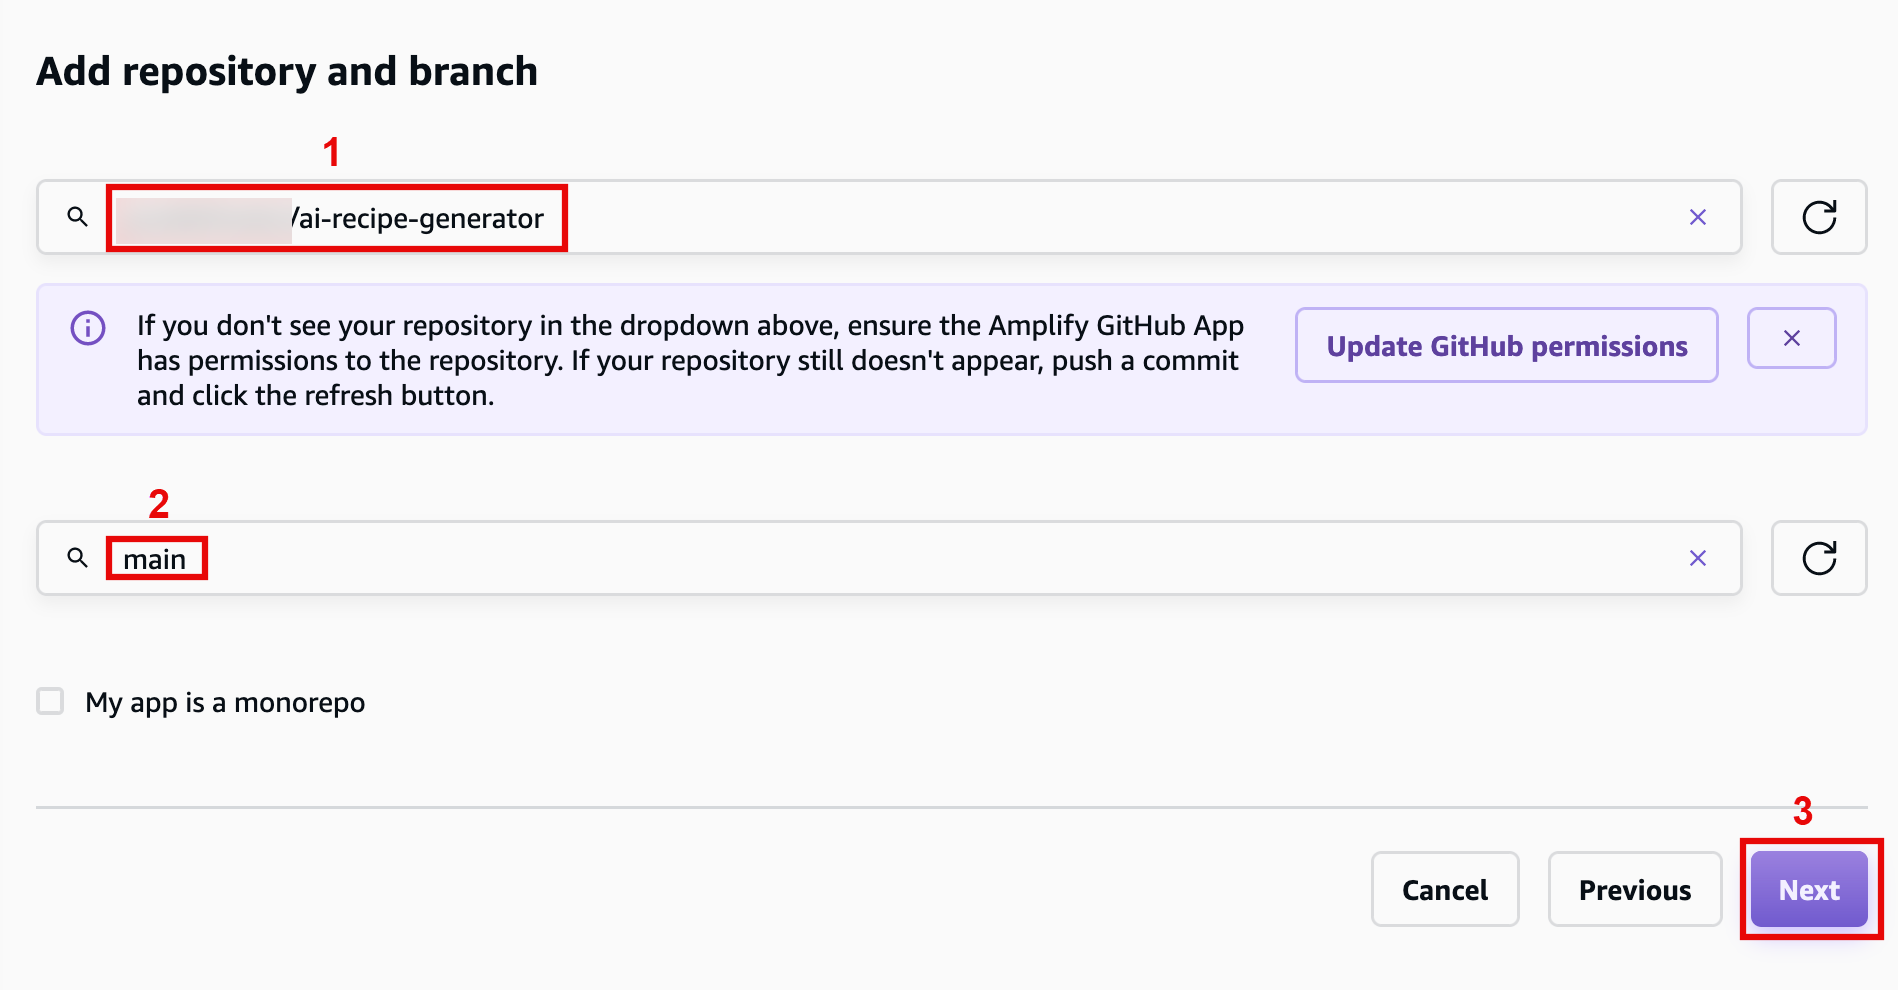 Add repository and branch
1
/ai-recipe-generator
If you don't see your repository in the dropdown above, ensure the Amplify GitHub App
has permissions to the repository. If your repository still doesn't appear, push a commit
and click the refresh button.
Update GitHub permissions
2
main
My app is a monorepo
3
Cancel
Previous
Next